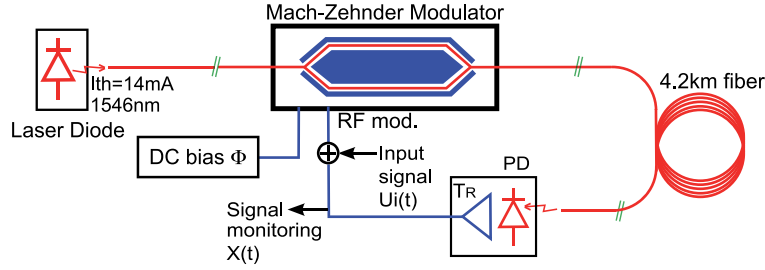 Mach-Zehnder Modulator
Ith=14mA
1546nm
Laser Diode
4.2km fiber
RF mod.
DC bias Φ
Input
signal
Ui(t)
PD
TR
Signal
monitoring
X(t)